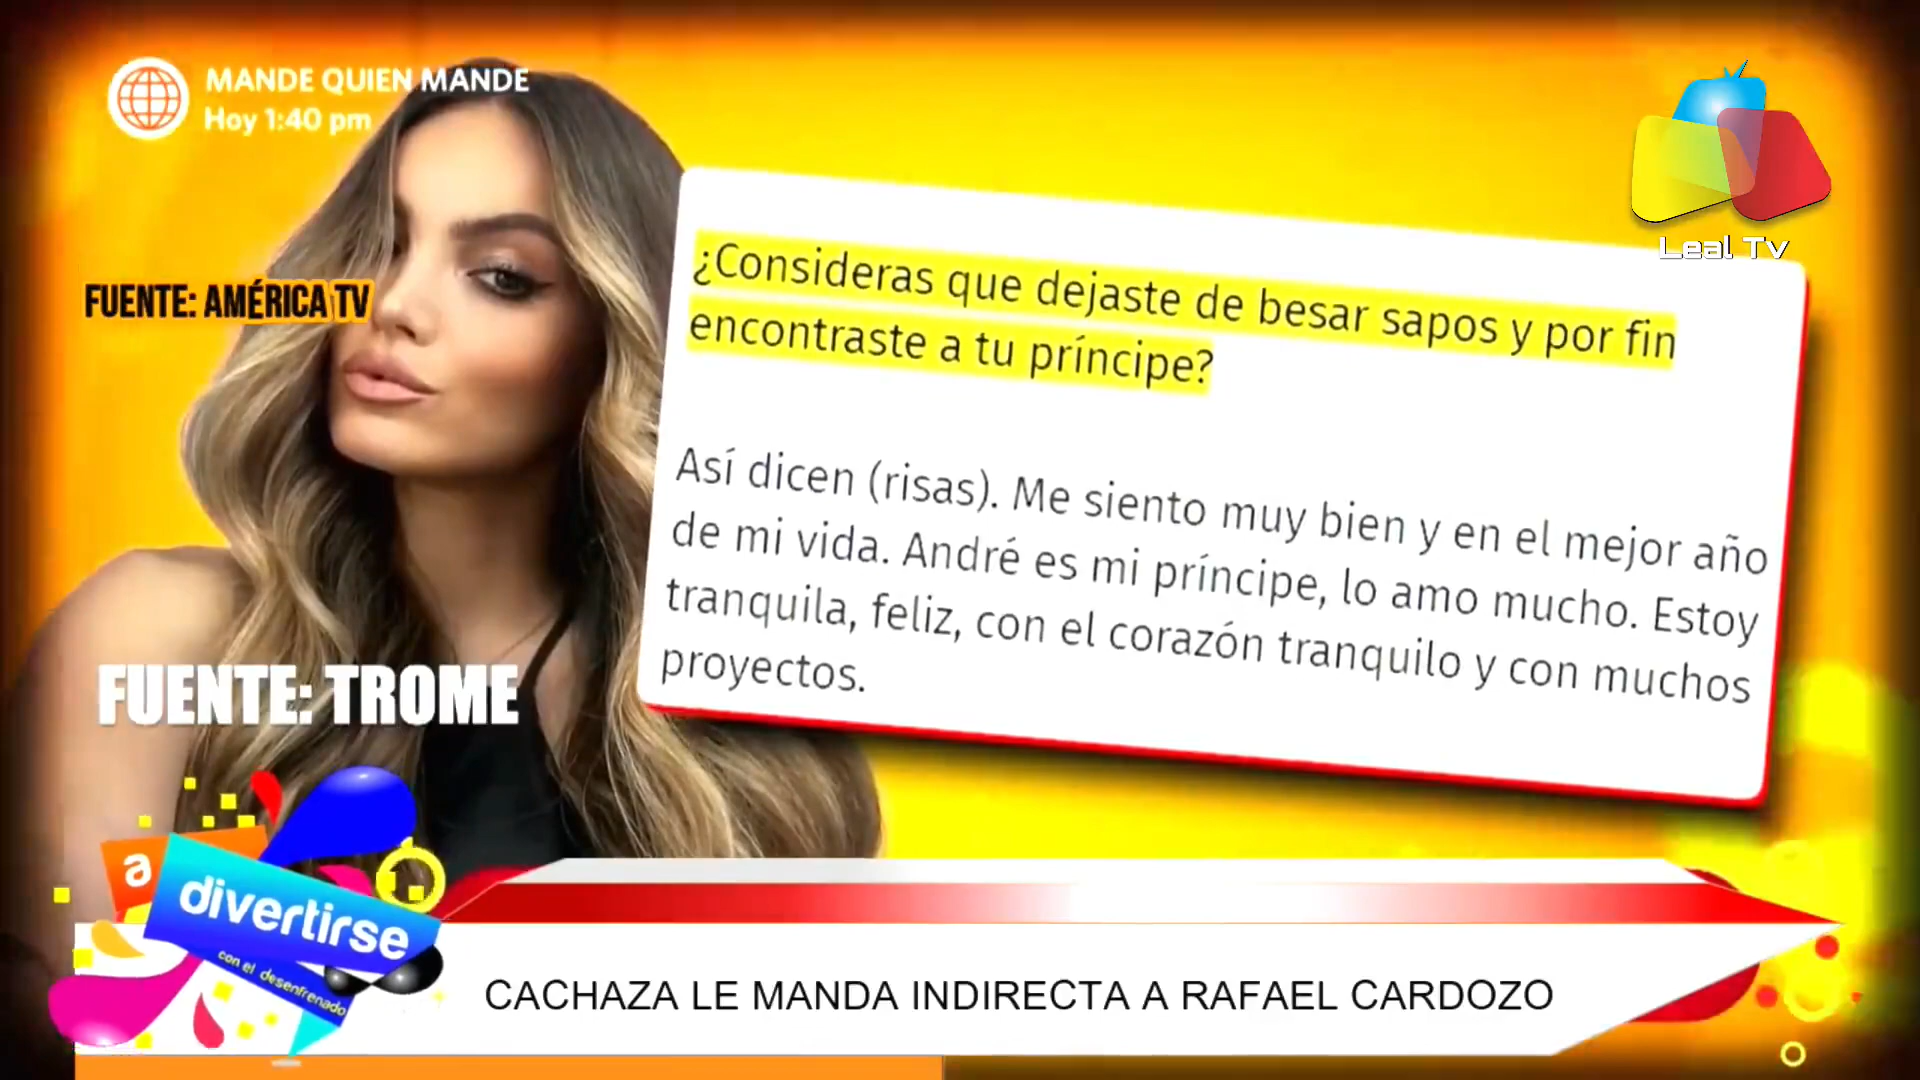 MANDE QUIEN MANDE
Hoy 1:40 pm
Leal Tv
FUENTE: AMÉRICA TV
¿Consideras que dejaste de besar sapos y por fin
encontraste a tu príncipe?
Así dicen (risas). Me siento muy bien y en el mejor año
de mi vida. André es mi príncipe, lo amo mucho. Estoy
tranquila, feliz, con el corazón tranquilo y con muchos
proyectos.
FUENTE: TROME
a
divertirse
con el desenfrenado
CACHAZA LE MANDA INDIRECTA A RAFAEL CARDOZO